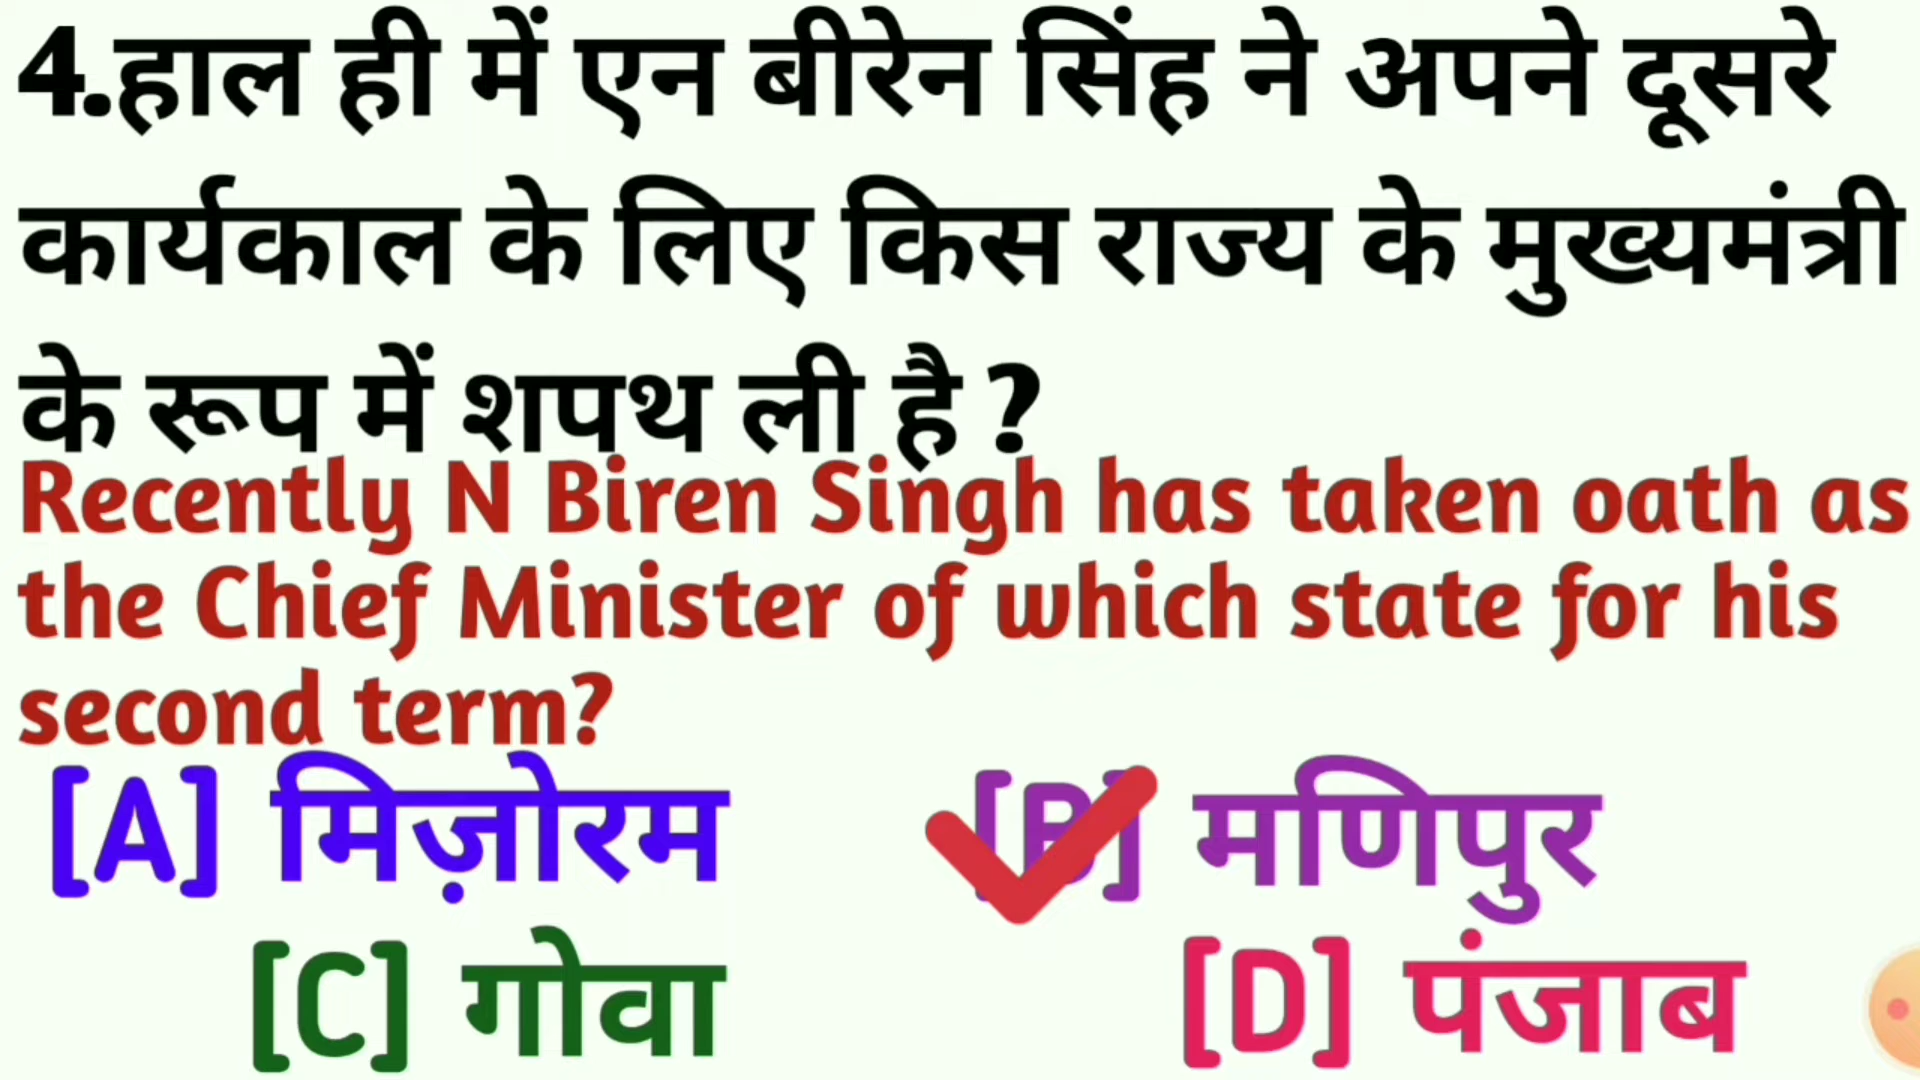 4.हाल ही में एन बीरेन सिंह ने अपने दूसरे
कार्यकाल के लिए किस राज्य के मुख्यमंत्री
के रूप में शपथ ली है ?
Recently N Biren Singh has taken oath as
the Chief Minister of which state for his
second term?
[A] मिज़ोरम [B] मणिपुर
[C] गोवा [D] पंजाब